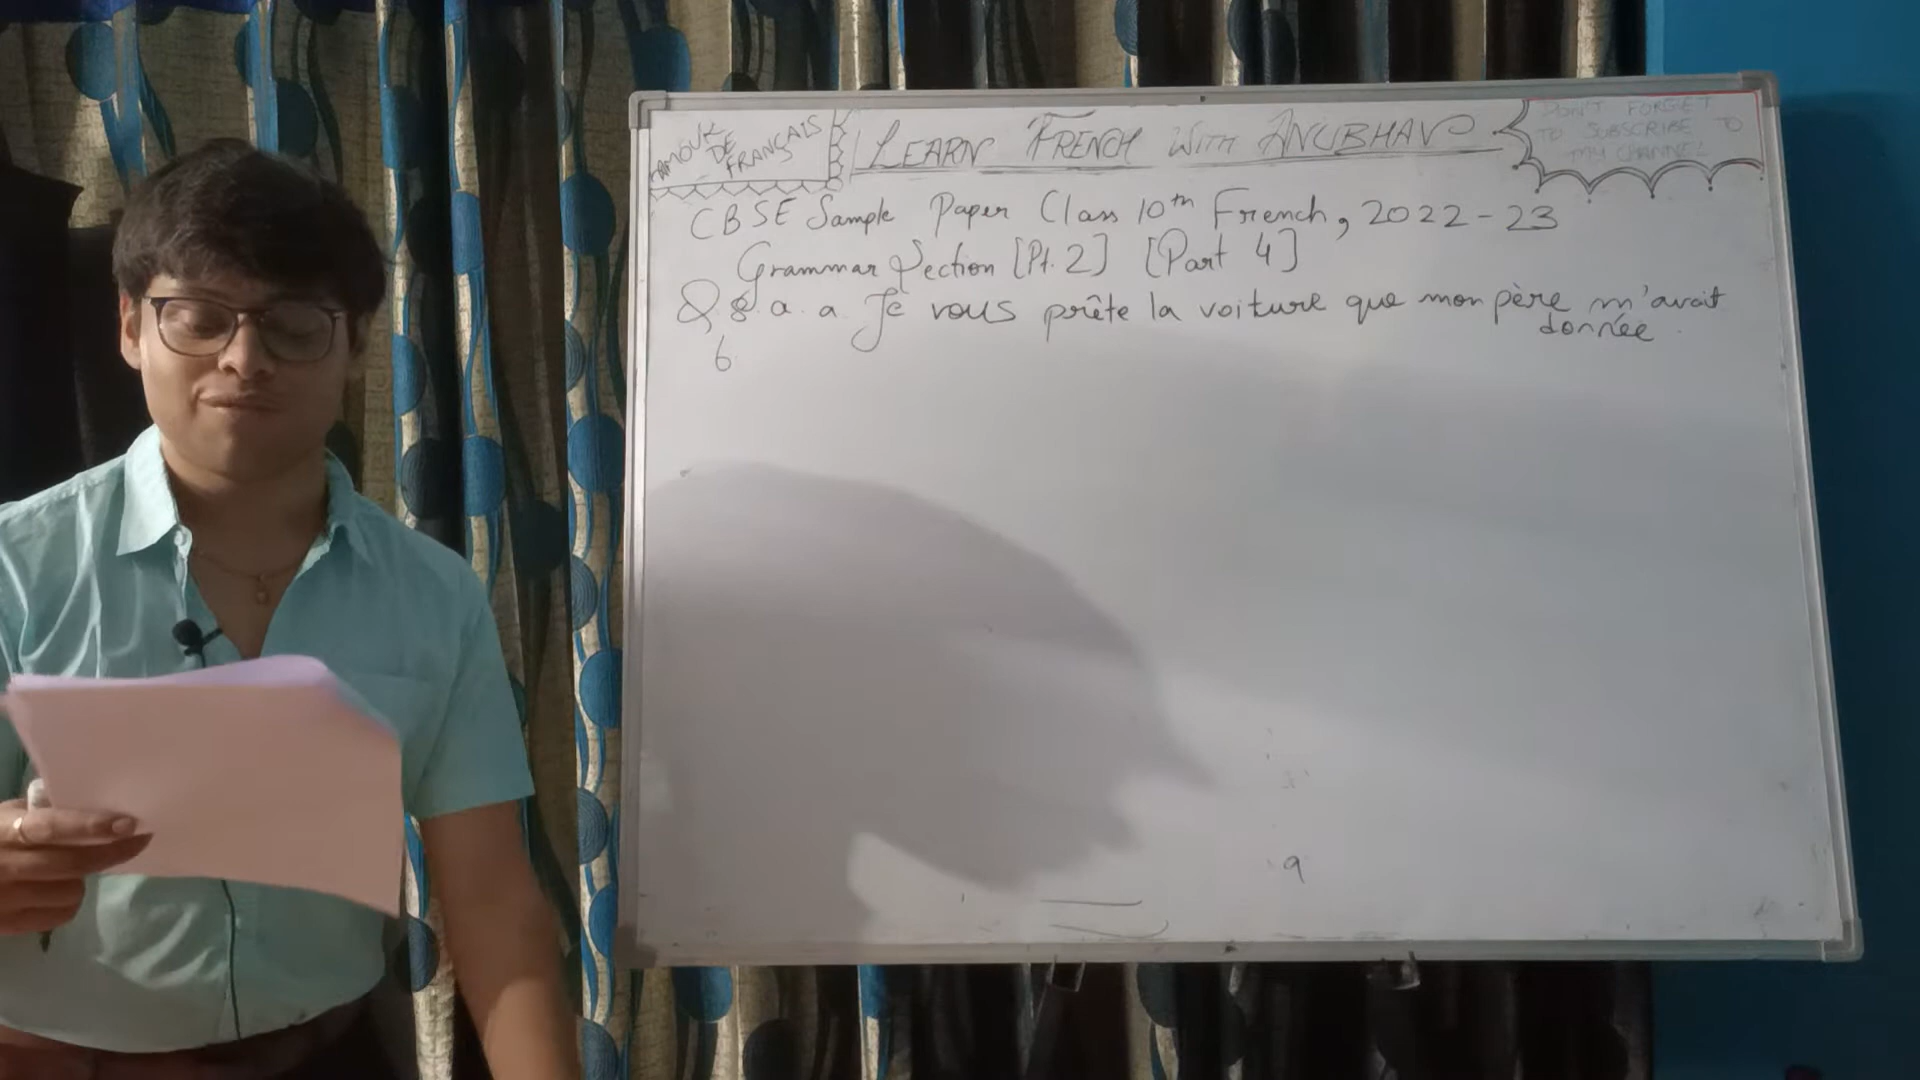 AMOUR
DE
FRANÇAIS
LEARN FRENCH WITH ANUBHAV
DON'T FORGET
TO SUBSCRIBE TO
MY CHANNEL
CBSE Sample Paper Class 10th French, 2022-23
Grammar Section [Pt. 2] [Part 4]
Q 8. a. a. Je vous prête la voiture que mon père m'avait
donnée.
b
a